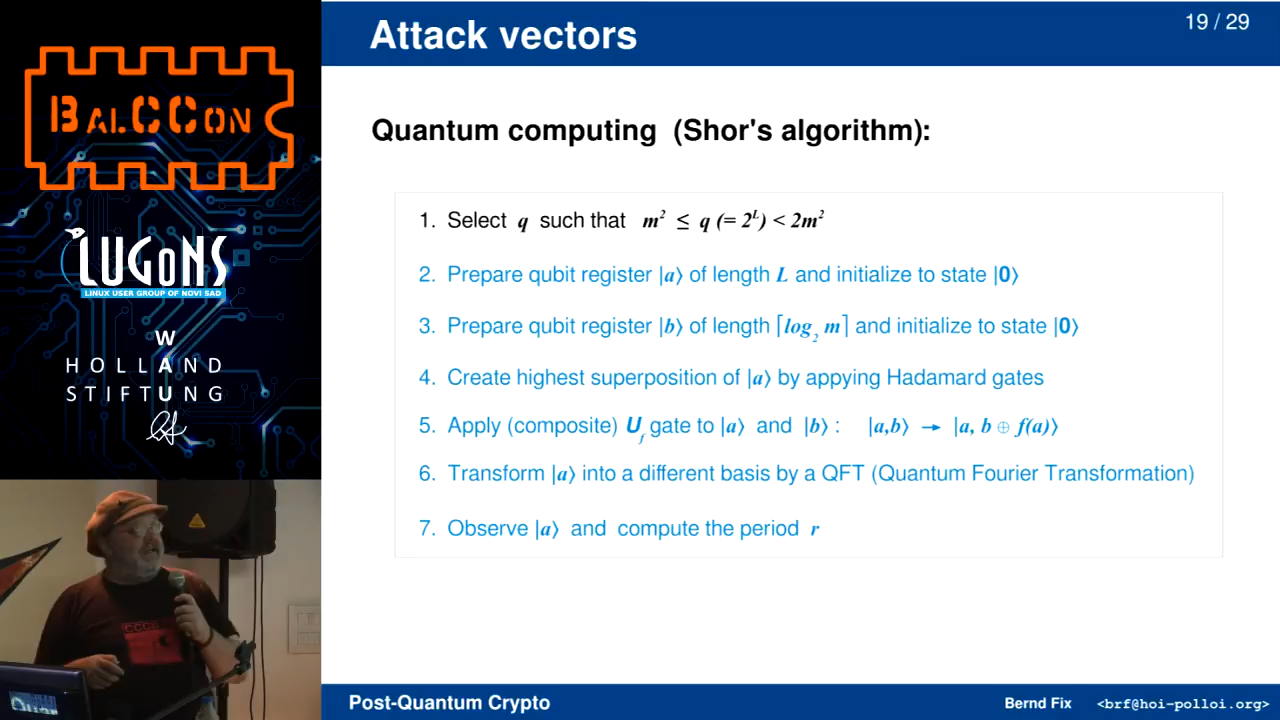 BalCCon
LUGoNS
LINUX USER GROUP OF NOVI SAD
W
HOLLAND
STIFTUNG
Attack vectors
19 / 29
Quantum computing (Shor's algorithm):
1. Select q such that m² ≤ q (= 2ᴸ) < 2m²
2. Prepare qubit register |a⟩ of length L and initialize to state |0⟩
3. Prepare qubit register |b⟩ of length ⌈log₂ m⌉ and initialize to state |0⟩
4. Create highest superposition of |a⟩ by appying Hadamard gates
5. Apply (composite) U_f gate to |a⟩ and |b⟩ : |a,b⟩ → |a, b ⊕ f(a)⟩
6. Transform |a⟩ into a different basis by a QFT (Quantum Fourier Transformation)
7. Observe |a⟩ and compute the period r
Post-Quantum Crypto
Bernd Fix <brf@hoi-polloi.org>